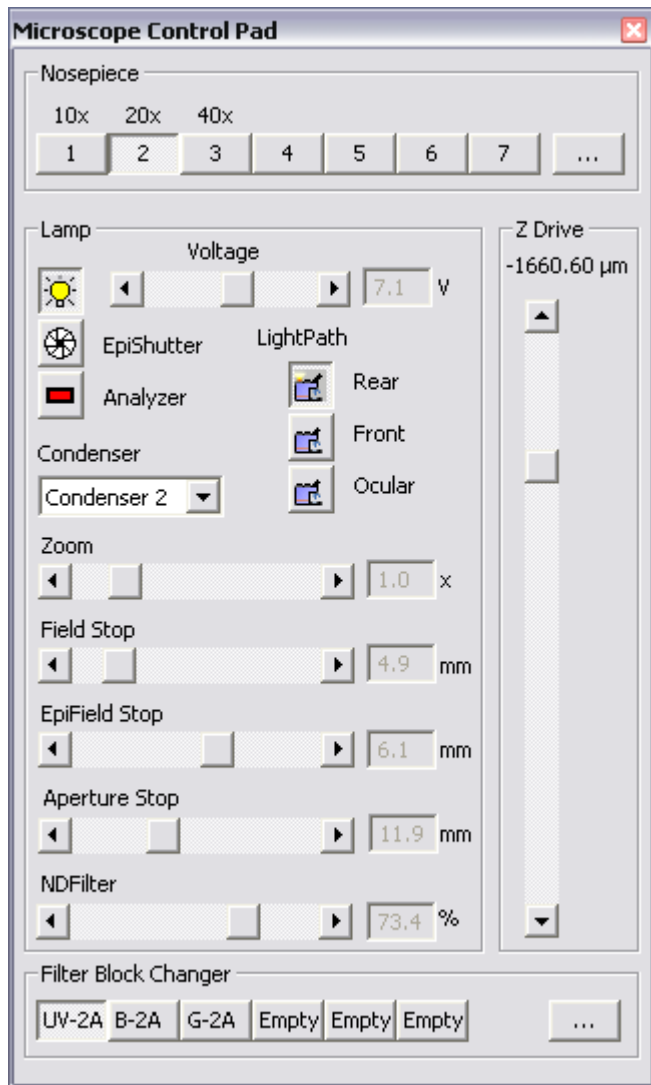 Microscope Control Pad
Nosepiece
10x 20x 40x
1 2 3 4 5 6 7 ...
Lamp
Voltage
7.1 V
EpiShutter
Analyzer
LightPath
Rear
Front
Ocular
Condenser
Condenser 2
Zoom
1.0 x
Field Stop
4.9 mm
EpiField Stop
6.1 mm
Aperture Stop
11.9 mm
NDFilter
73.4 %
Z Drive
-1660.60 µm
Filter Block Changer
UV-2A B-2A G-2A Empty Empty Empty ...